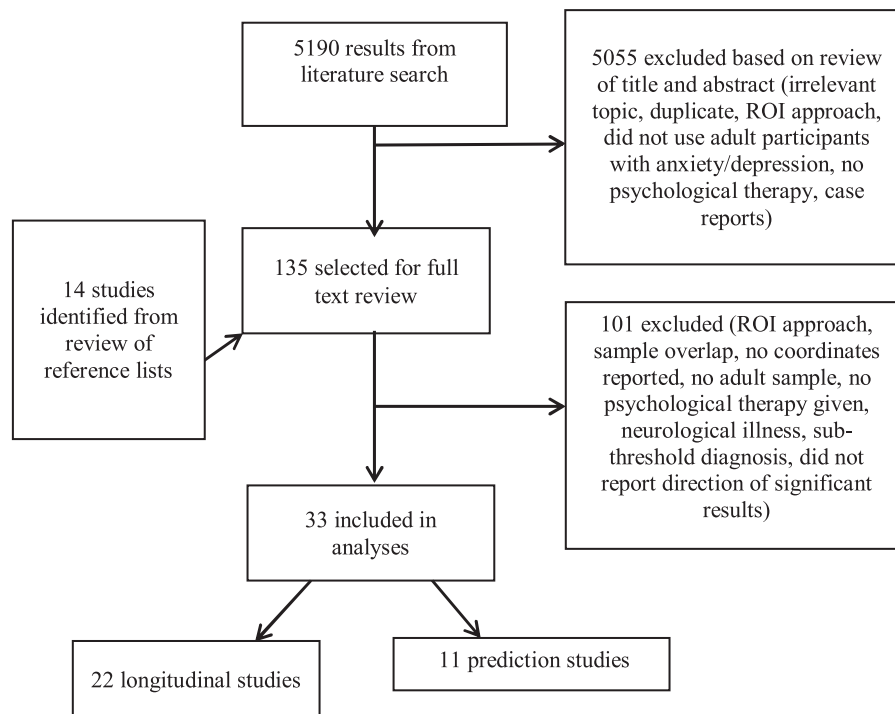 5190 results from
literature search
5055 excluded based on review
of title and abstract (irrelevant
topic, duplicate, ROI approach,
did not use adult participants
with anxiety/depression, no
psychological therapy, case
reports)
14 studies
identified from
review of
reference lists
135 selected for full
text review
101 excluded (ROI approach,
sample overlap, no coordinates
reported, no adult sample, no
psychological therapy given,
neurological illness, sub-
threshold diagnosis, did not
report direction of significant
results)
33 included in
analyses
22 longitudinal studies
11 prediction studies